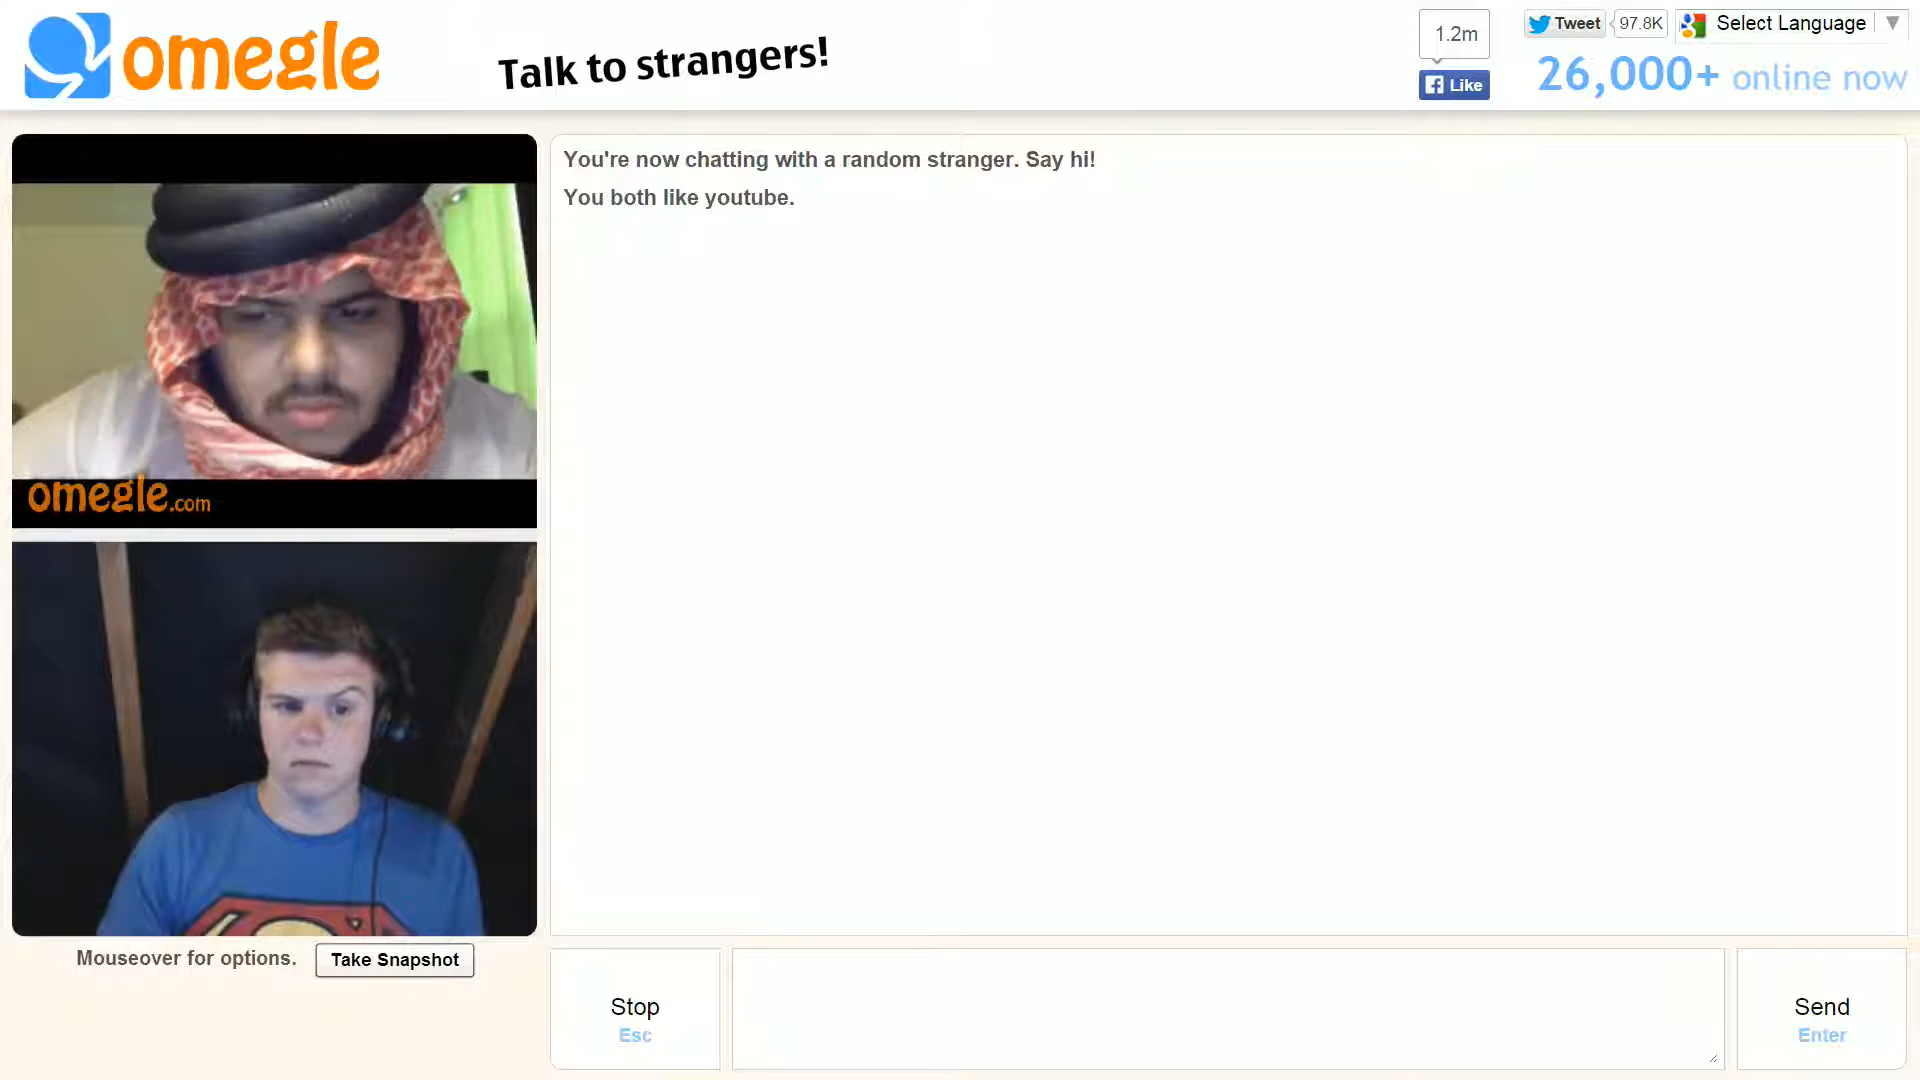 omegle
Talk to strangers!
1.2m
Like
Tweet
97.8K
Select Language
26,000+ online now
omegle.com
You're now chatting with a random stranger. Say hi!
You both like youtube.
Mouseover for options.
Take Snapshot
Stop
Esc
Send
Enter